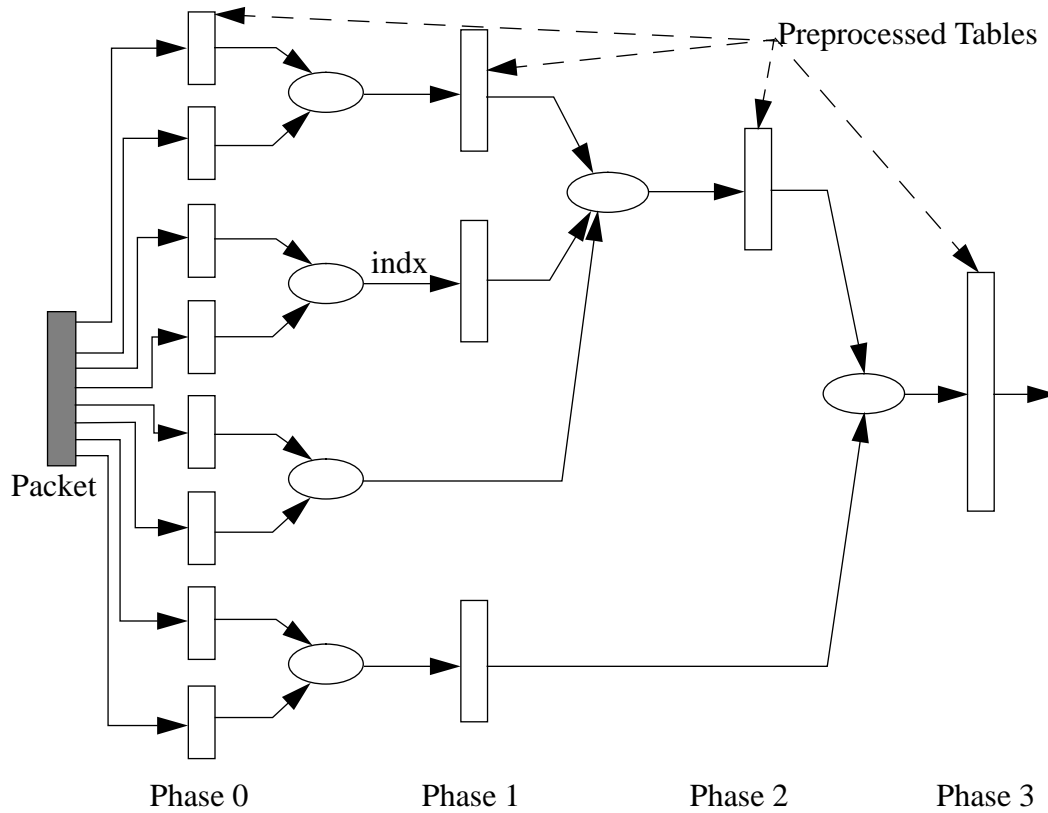 Preprocessed Tables
indx
Packet
Phase 0
Phase 1
Phase 2
Phase 3